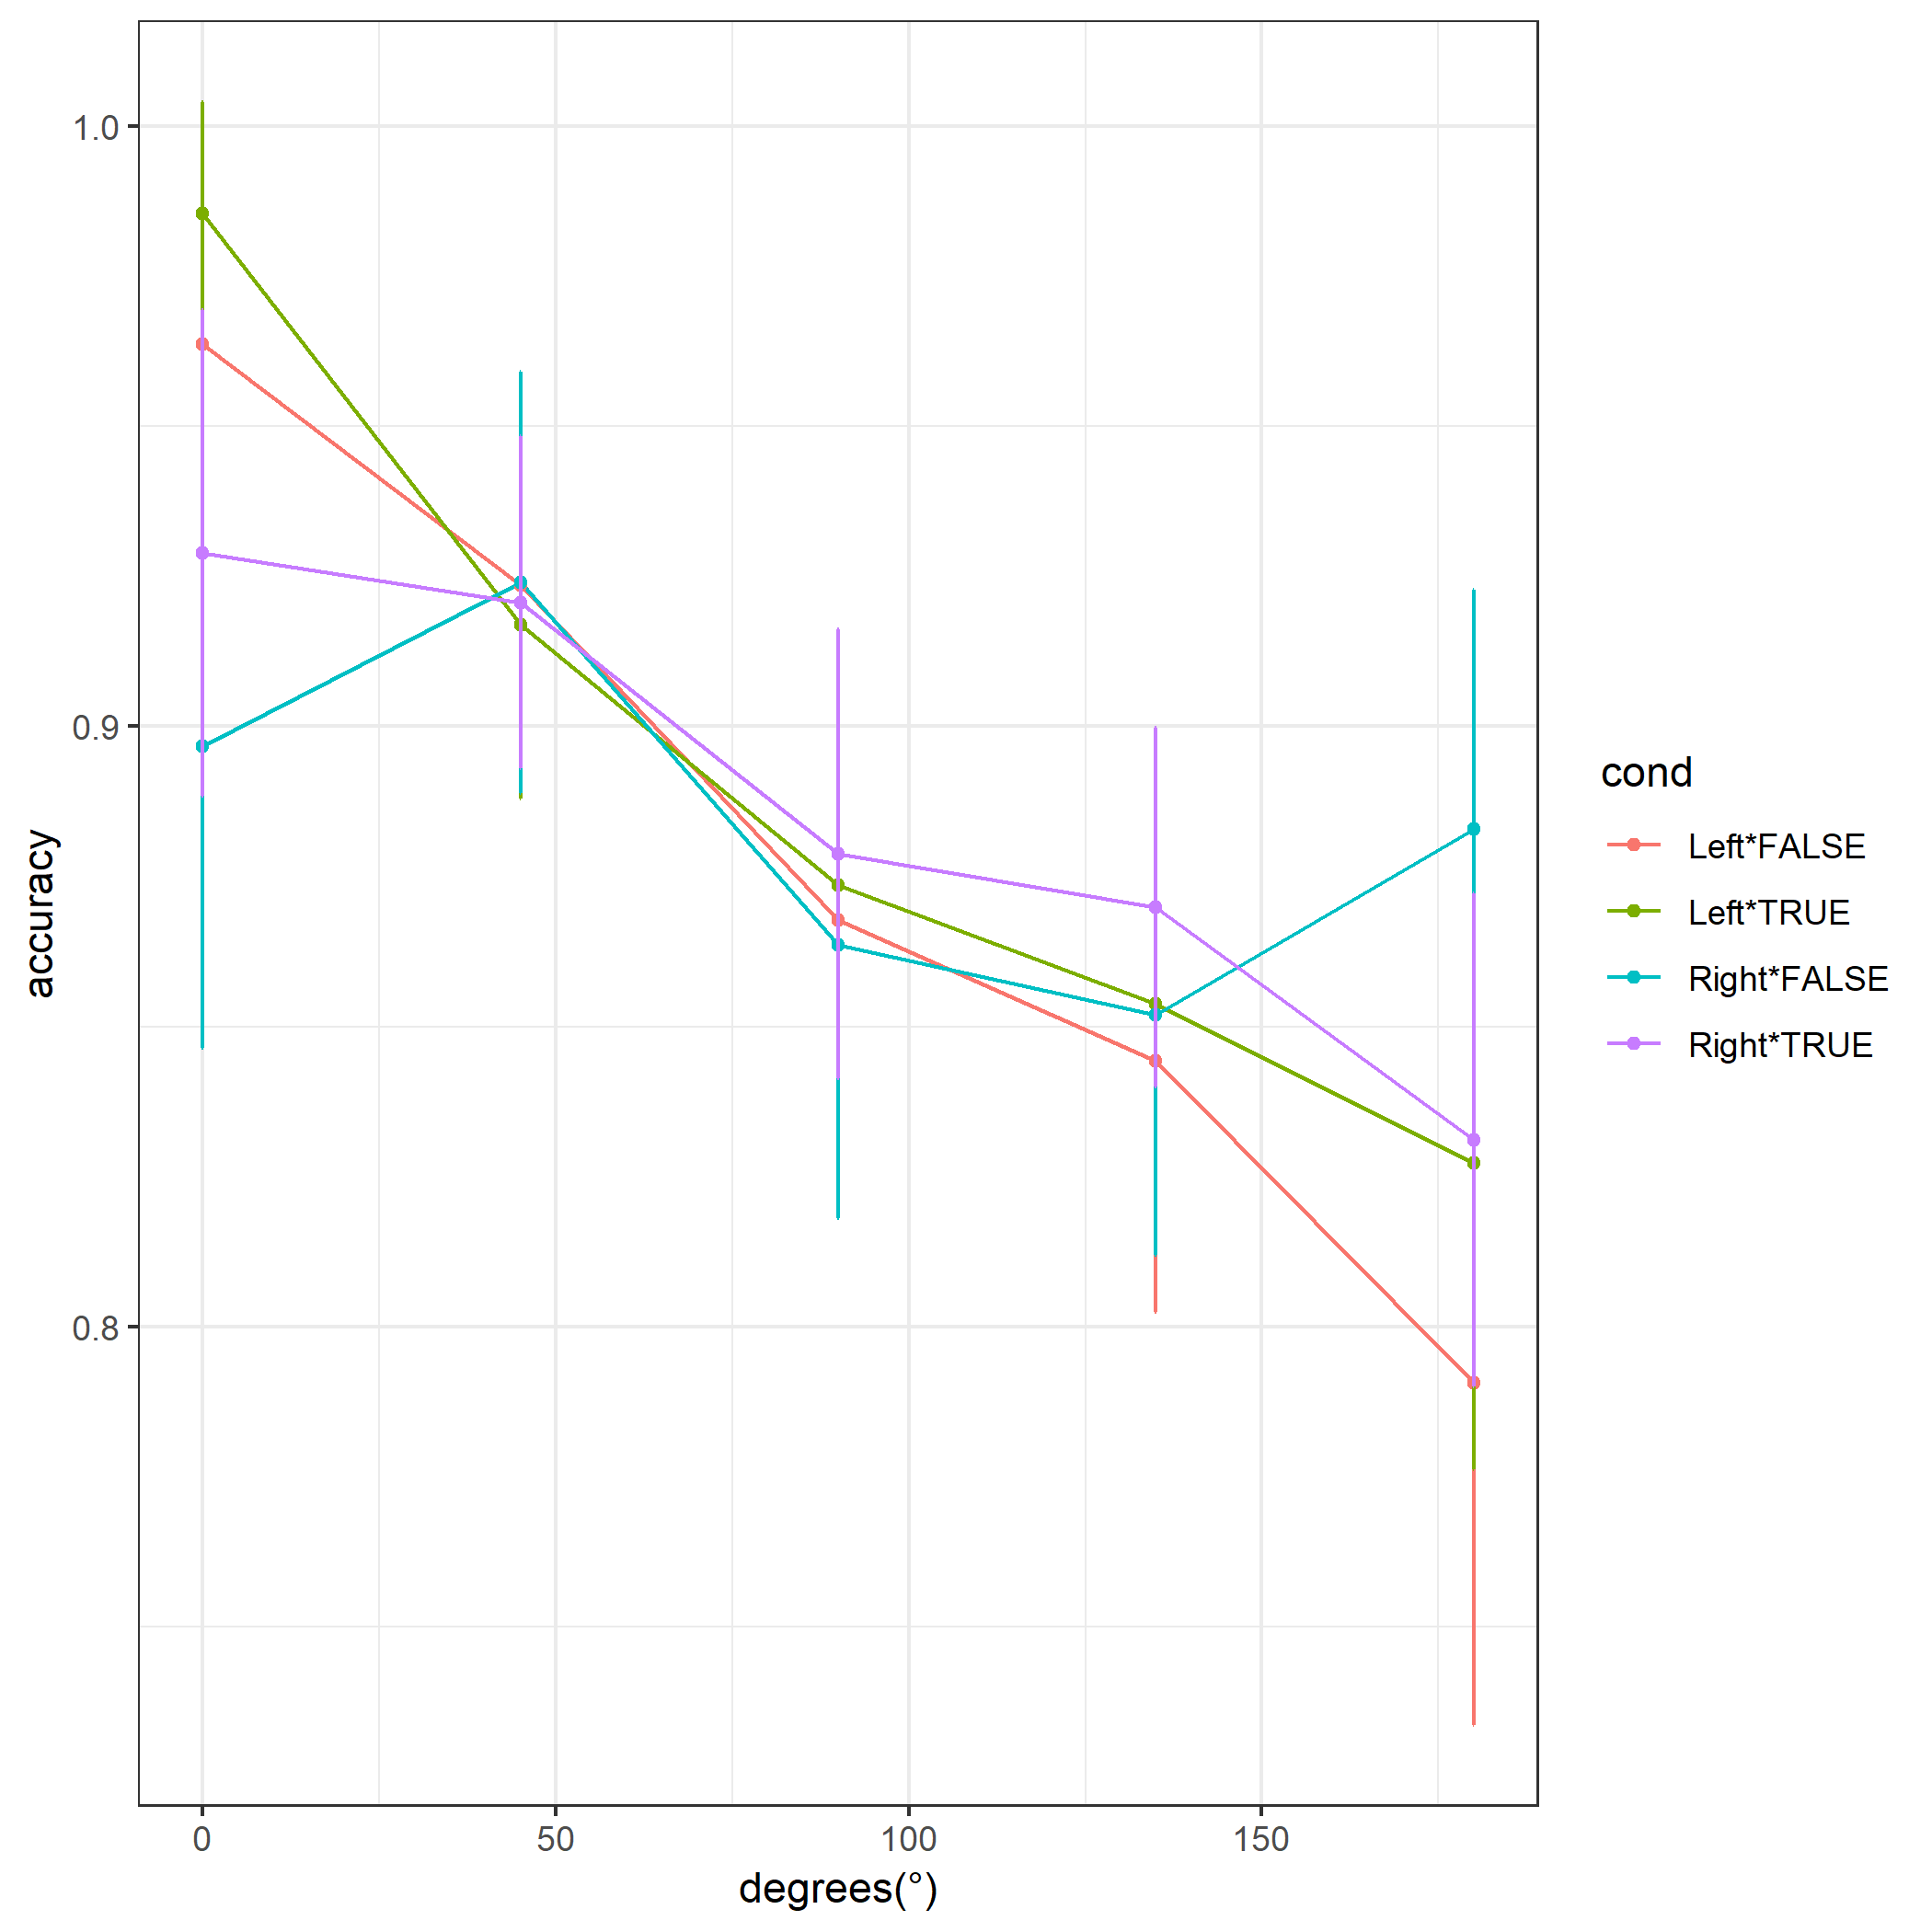 1.0
0.9
0.8
accuracy
0 50 100 150
degrees(°)
cond
Left*FALSE
Left*TRUE
Right*FALSE
Right*TRUE